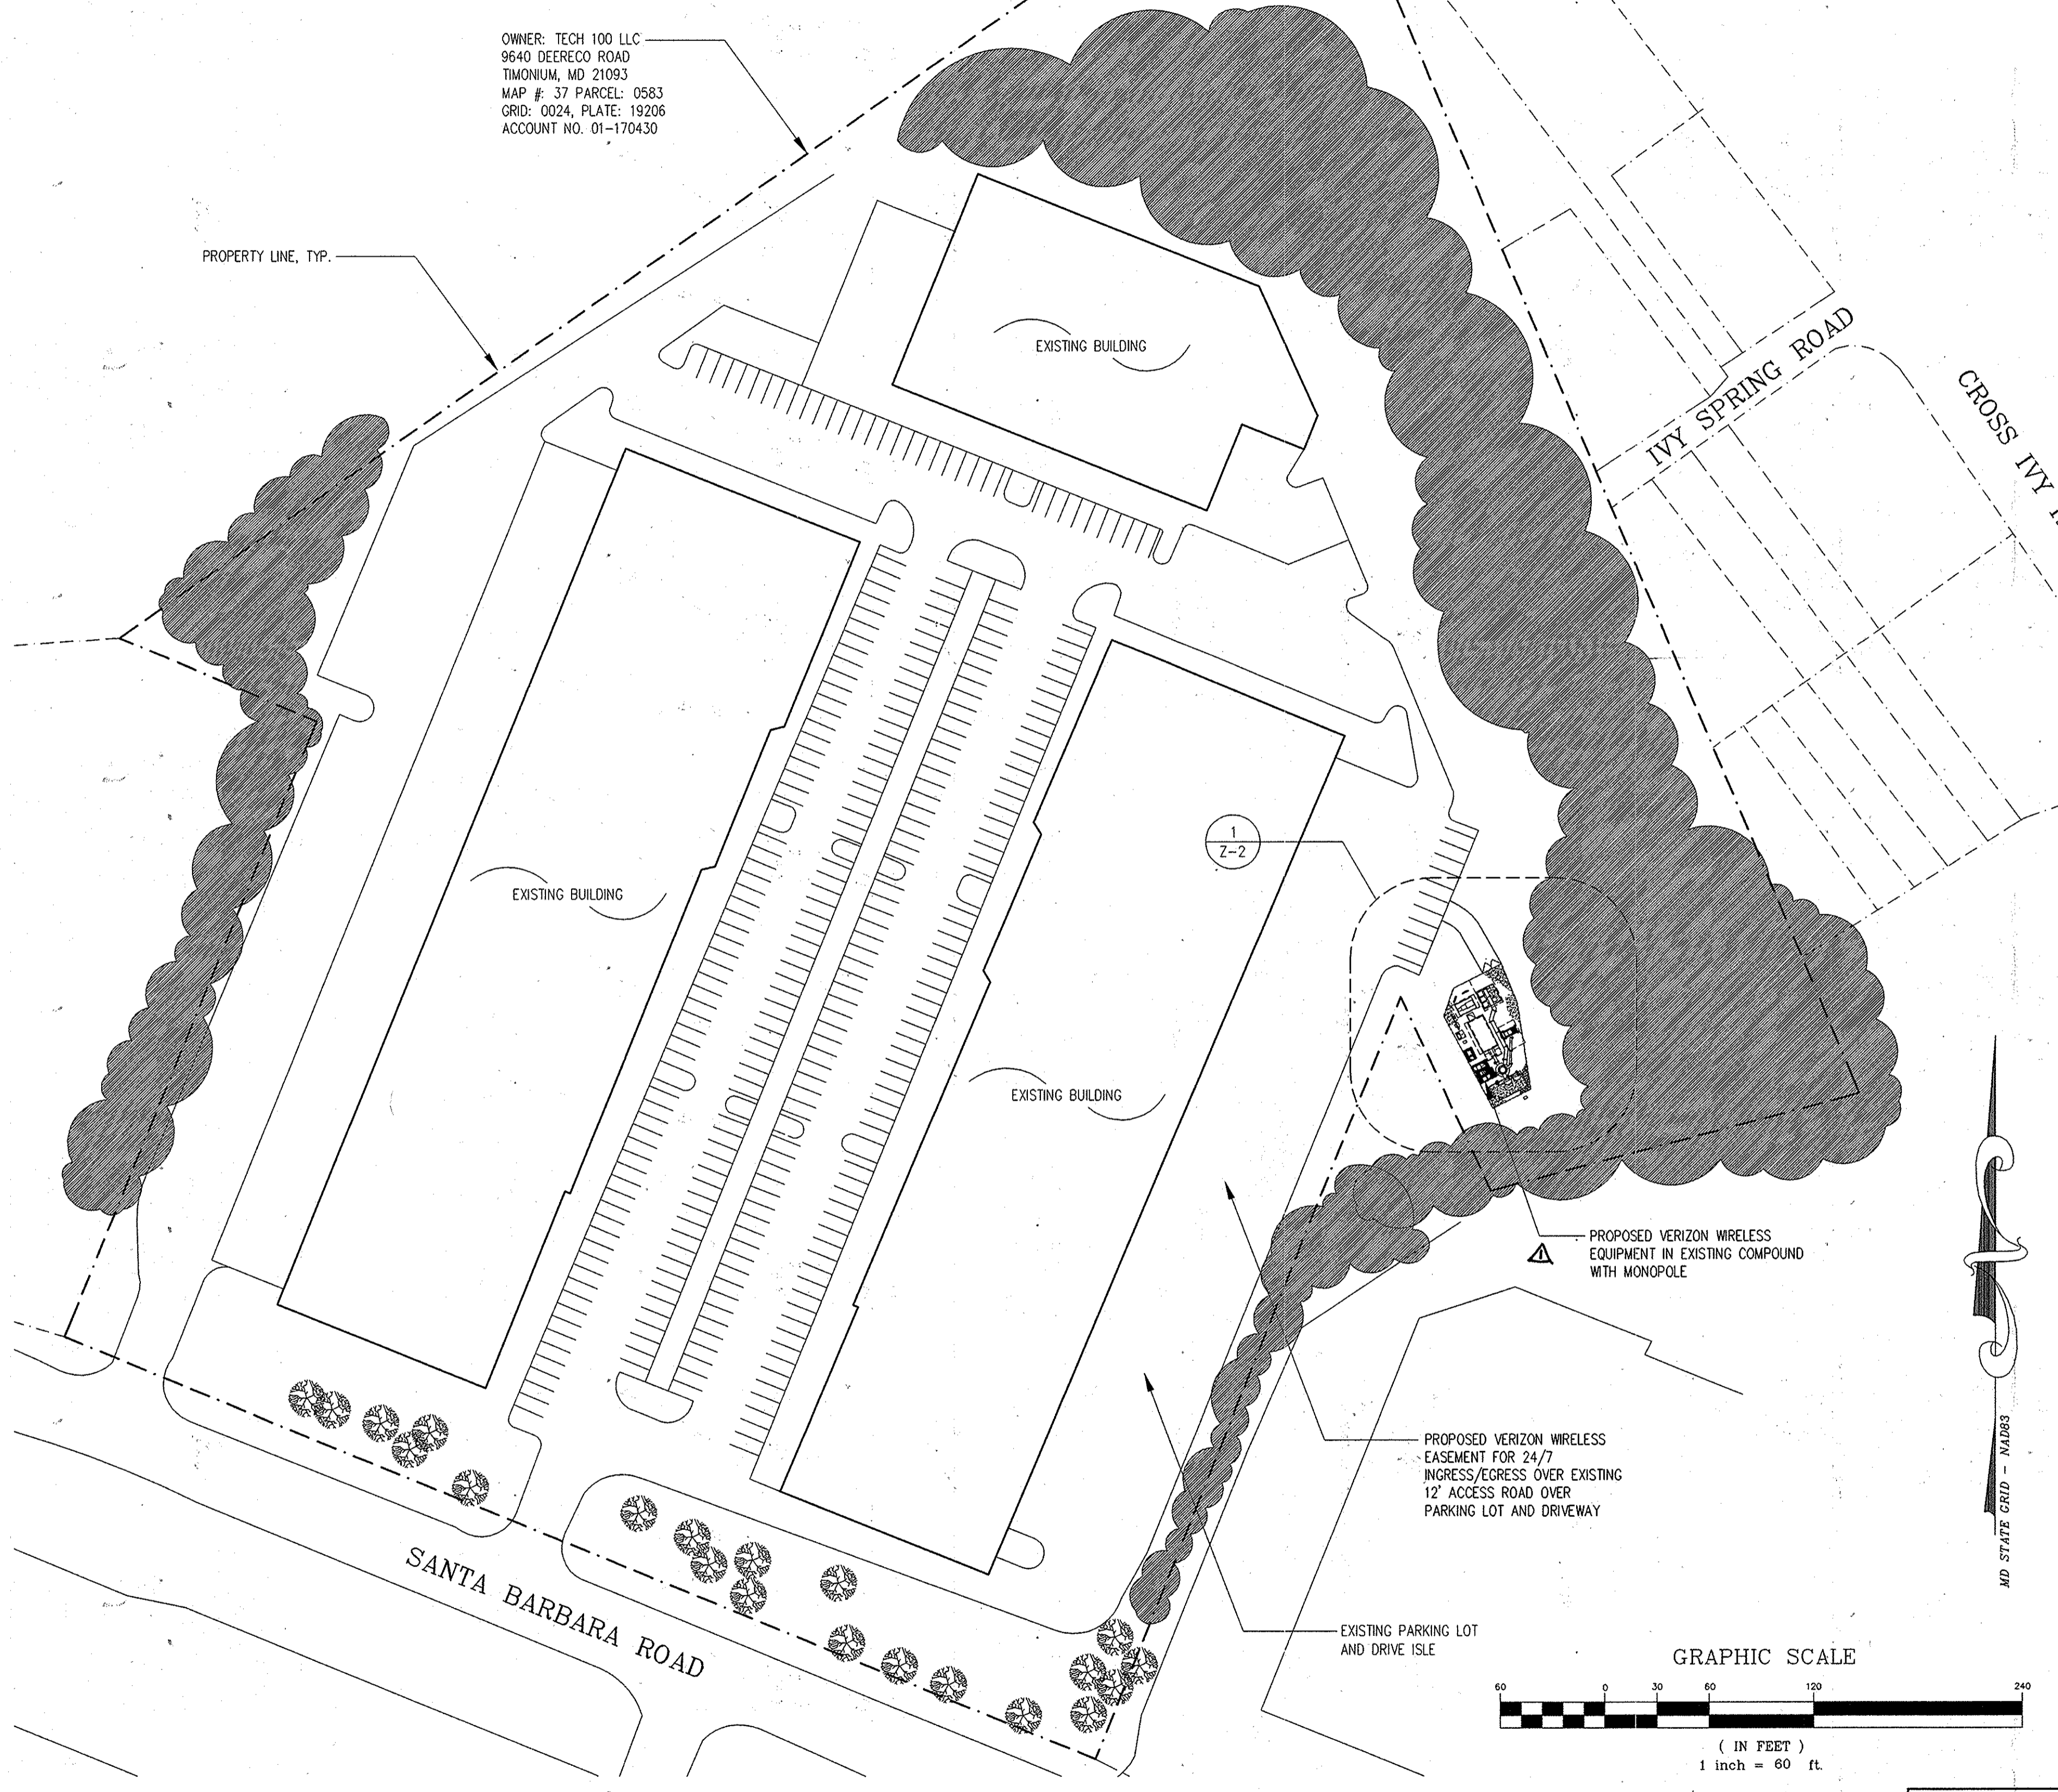 OWNER: TECH 100 LLC
9640 DEERECO ROAD
TIMONIUM, MD 21093
MAP #: 37 PARCEL: 0583
GRID: 0024, PLATE: 19206
ACCOUNT NO. 01-170430
PROPERTY LINE, TYP.
EXISTING BUILDING
IVY SPRING ROAD
CROSS IVY
1
Z-2
EXISTING BUILDING
EXISTING BUILDING
1
PROPOSED VERIZON WIRELESS
EQUIPMENT IN EXISTING COMPOUND
WITH MONOPOLE
PROPOSED VERIZON WIRELESS
EASEMENT FOR 24/7
INGRESS/EGRESS OVER EXISTING
12' ACCESS ROAD OVER
PARKING LOT AND DRIVEWAY
MD STATE GRID - NAD83
EXISTING PARKING LOT
AND DRIVE ISLE
SANTA BARBARA ROAD
GRAPHIC SCALE
60 0 30 60 120 240
( IN FEET )
1 inch = 60 ft.